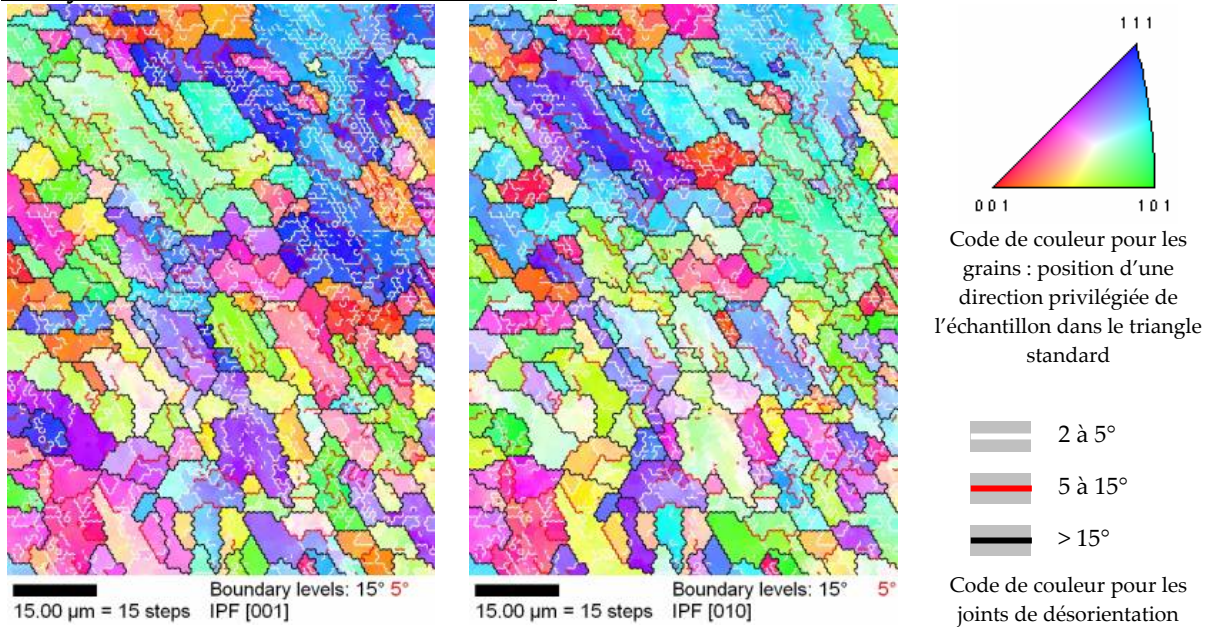 Boundary levels: 15° 5°
15.00 µm = 15 steps IPF [001]
Boundary levels: 15° 5°
15.00 µm = 15 steps IPF [010]
1 1 1
0 0 1
1 0 1
Code de couleur pour les
grains : position d’une
direction privilégiée de
l’échantillon dans le triangle
standard
2 à 5°
5 à 15°
> 15°
Code de couleur pour les
joints de désorientation